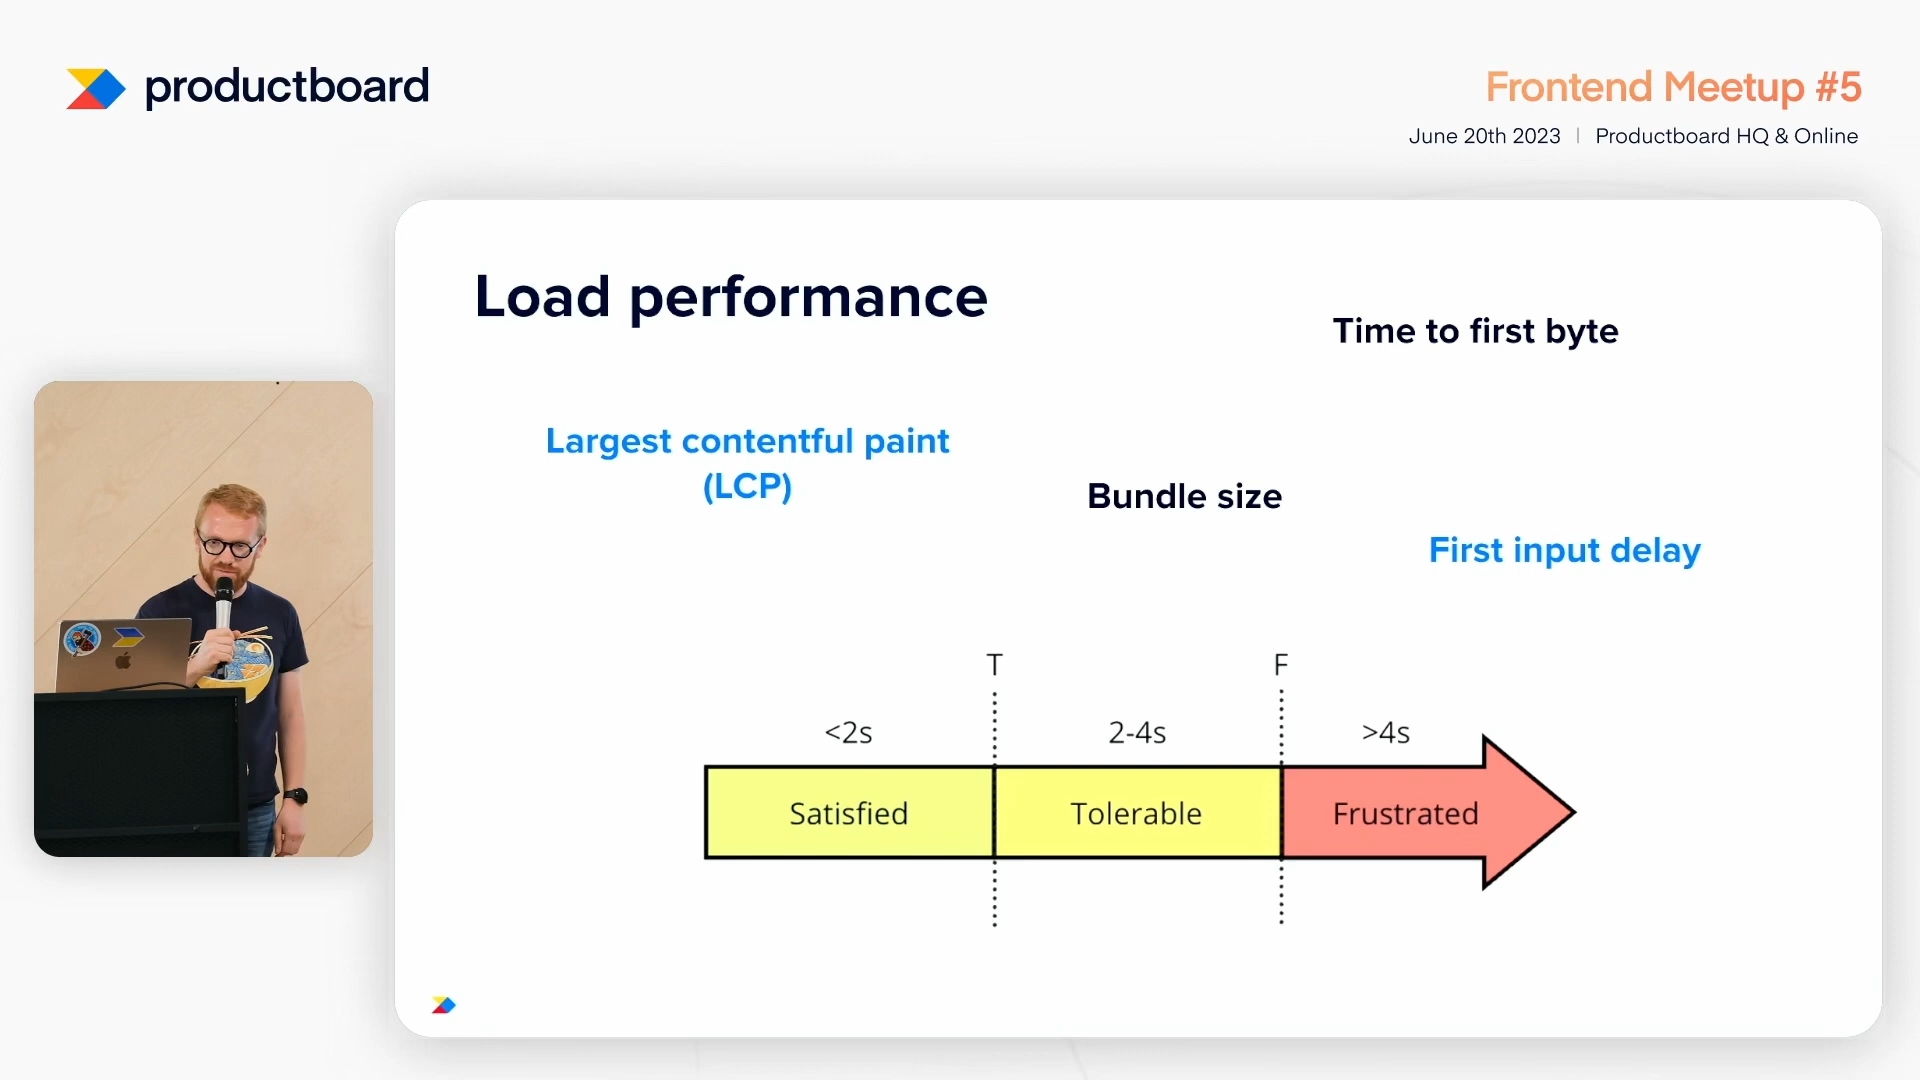 productboard
Frontend Meetup #5
June 20th 2023 | Productboard HQ & Online
Load performance
Time to first byte
Largest contentful paint
(LCP)
Bundle size
First input delay
T
F
<2s
2-4s
>4s
Satisfied
Tolerable
Frustrated